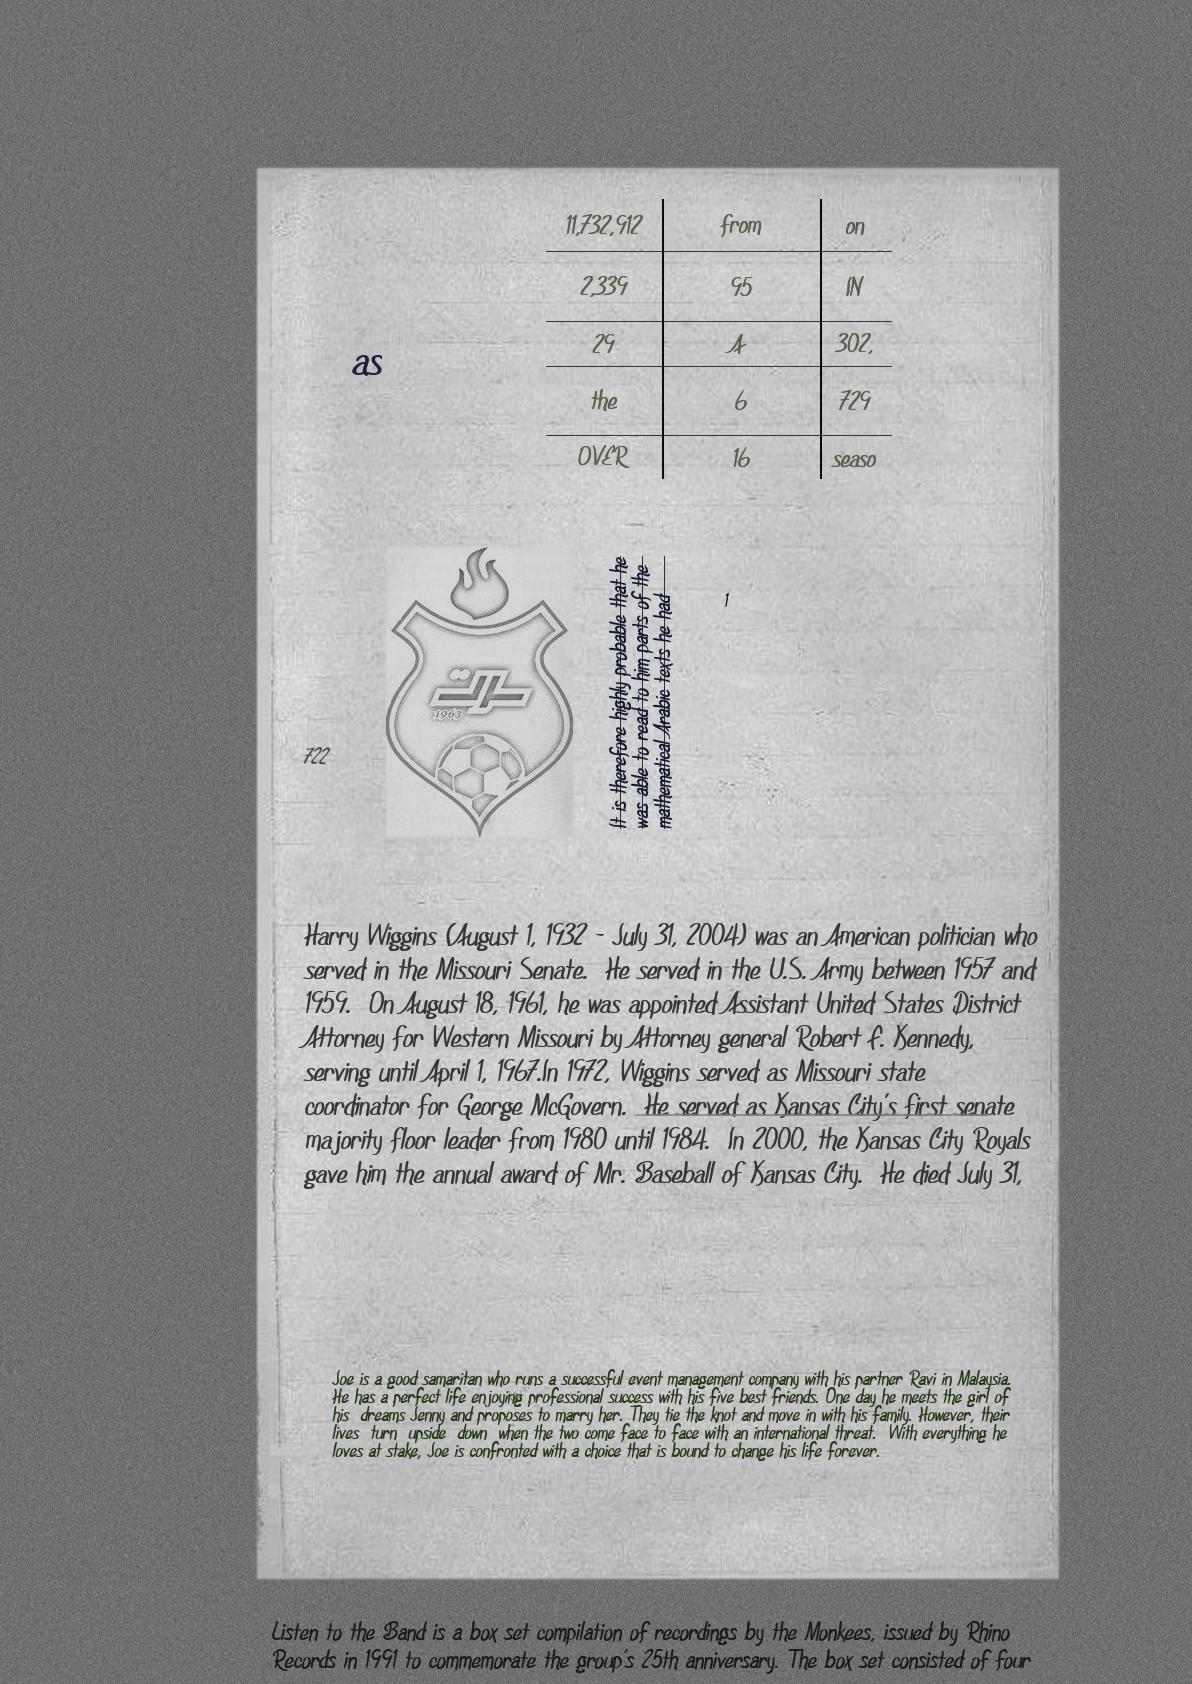 11,732,912 from on
2,339 95 IN
29 A 302,
the 6 729
OVER 16 seaso
as
It is therefore highly probable that he
was able to read to him parts of the
mathematical Arabic texts he had
1
1963
722
Harry Wiggins (August 1, 1932 - July 31, 2004) was an American politician who
served in the Missouri Senate. He served in the U.S. Army between 1957 and
1959. On August 18, 1961, he was appointed Assistant United States District
Attorney for Western Missouri by Attorney general Robert F. Kennedy,
serving until April 1, 1967.In 1972, Wiggins served as Missouri state
coordinator for George McGovern. He served as Kansas City's first senate
majority floor leader from 1980 until 1984. In 2000, the Kansas City Royals
gave him the annual award of Mr. Baseball of Kansas City. He died July 31,
Joe is a good samaritan who runs a successful event management company with his partner Ravi in Malaysia.
He has a perfect life enjoying professional success with his five best friends. One day he meets the girl of
his dreams Jenny and proposes to marry her. They tie the knot and move in with his family. However, their
lives turn upside down when the two come face to face with an international threat. With everything he
loves at stake, Joe is confronted with a choice that is bound to change his life forever.
Listen to the Band is a box set compilation of recordings by the Monkees, issued by Rhino
Records in 1991 to commemorate the group's 25th anniversary. The box set consisted of four